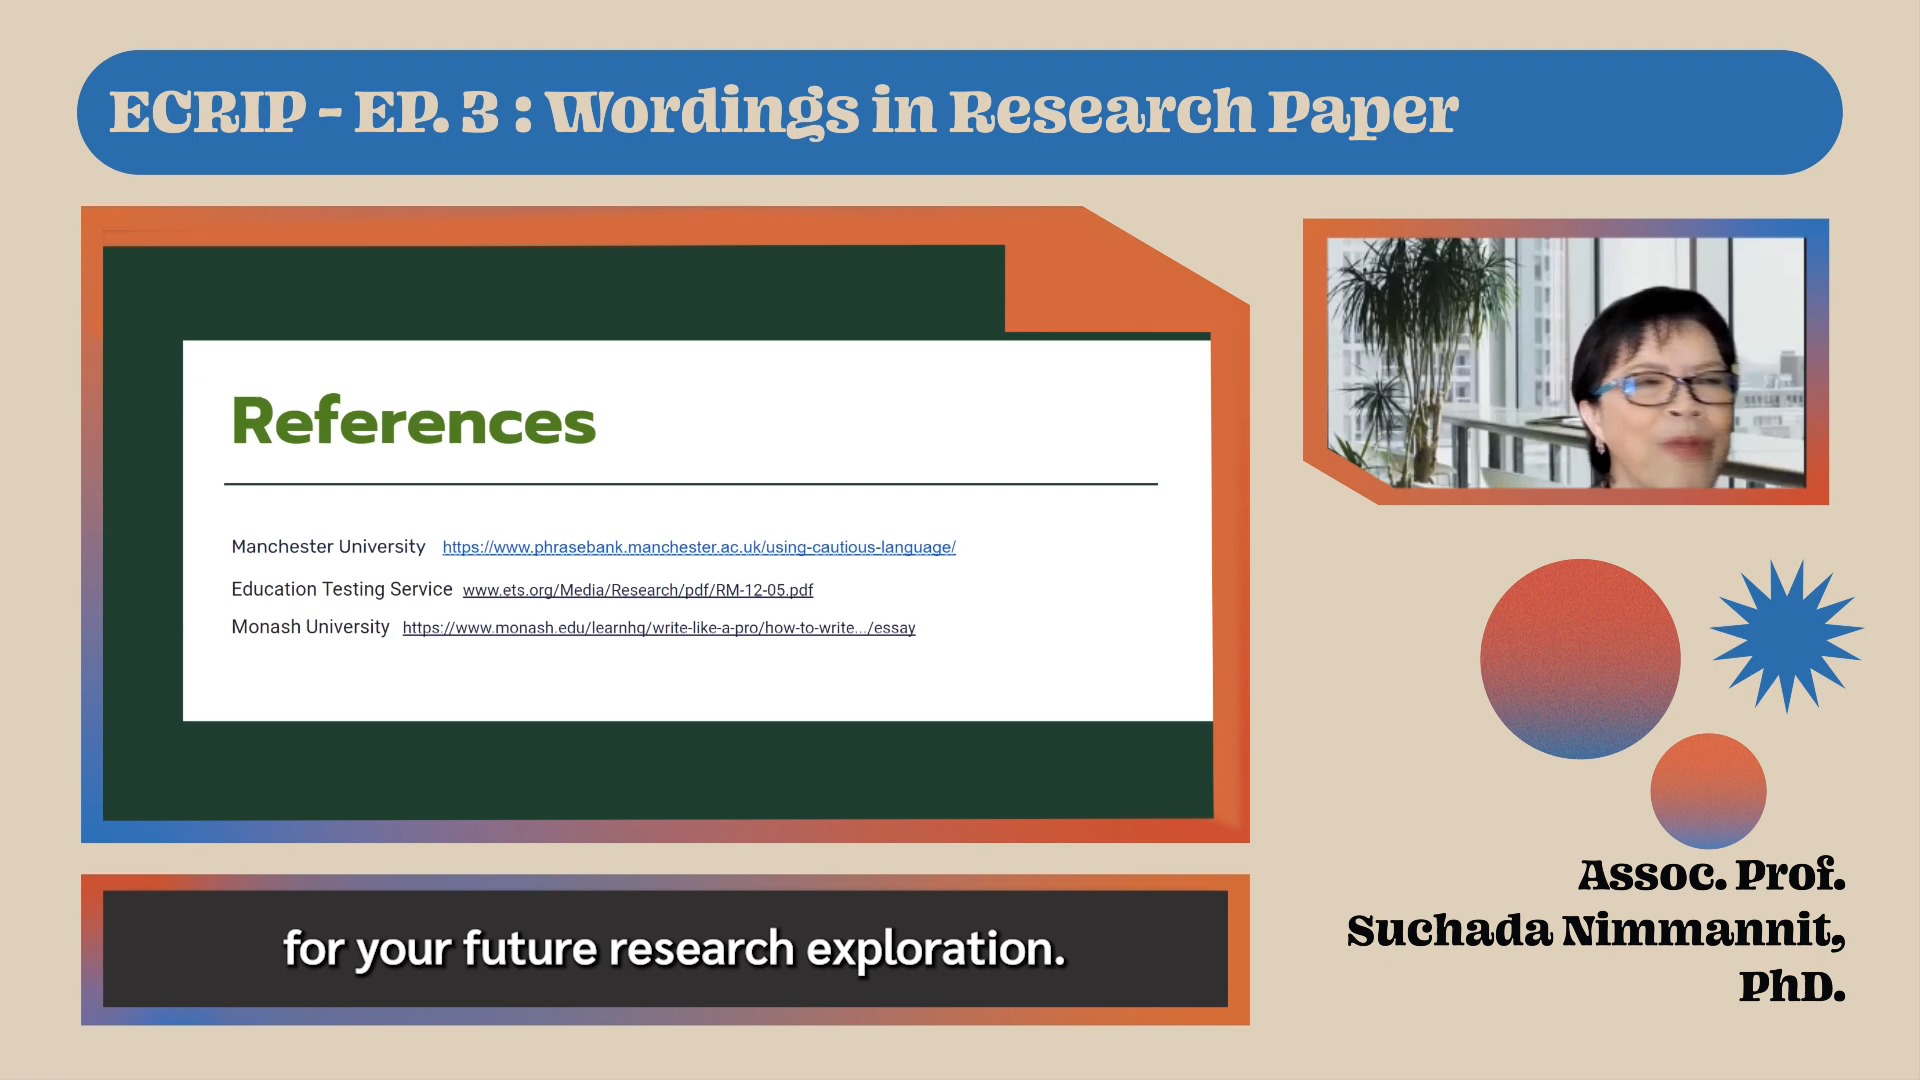 ECRIP - EP. 3 : Wordings in Research Paper
References
Manchester University https://www.phrasebank.manchester.ac.uk/using-cautious-language/
Education Testing Service www.ets.org/Media/Research/pdf/RM-12-05.pdf
Monash University https://www.monash.edu/learnhq/write-like-a-pro/how-to-write.../essay
for your future research exploration.
Assoc. Prof.
Suchada Nimmannit,
PhD.